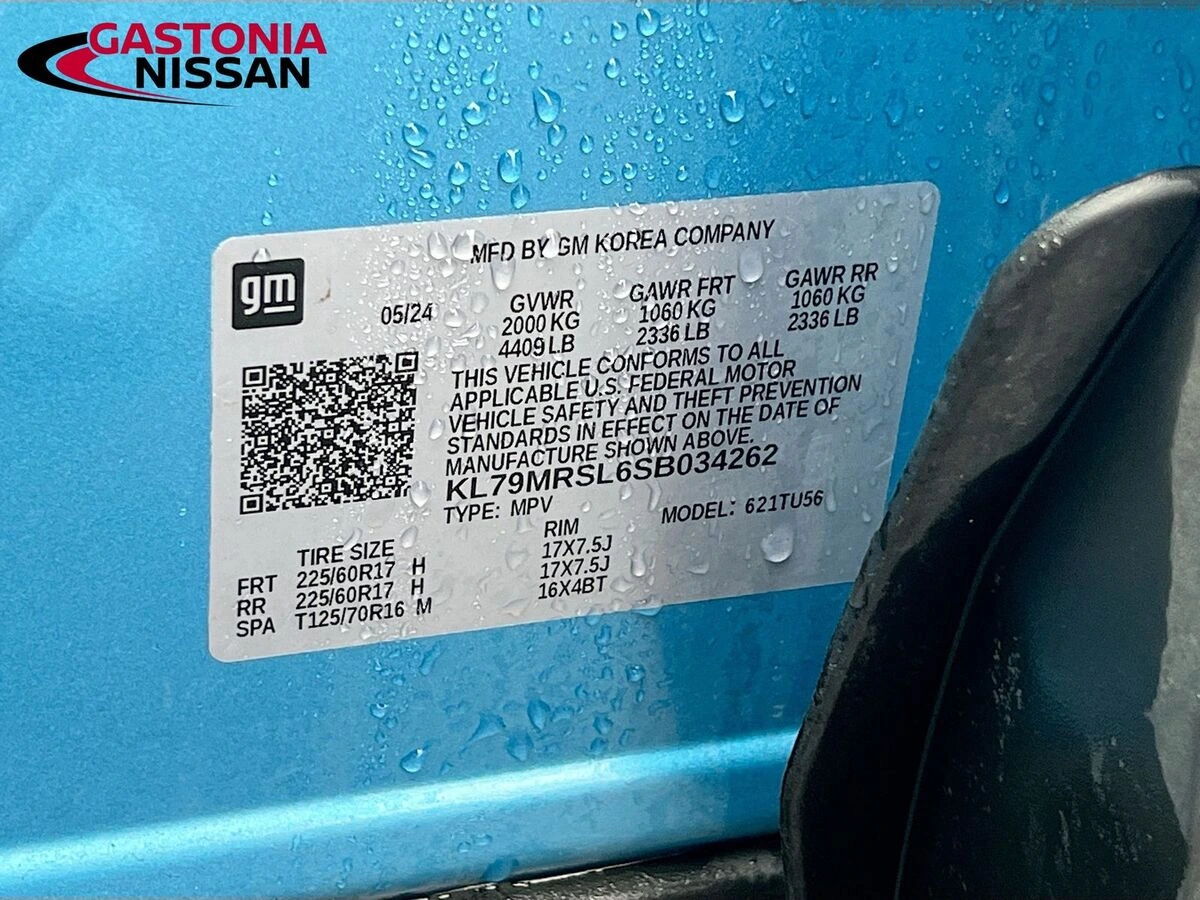 GASTONIA
NISSAN
MFD BY GM KOREA COMPANY
gm
05/24
GVWR GAWR FRT GAWR RR
2000 KG 1060 KG 1060 KG
4409 LB 2336 LB 2336 LB
THIS VEHICLE CONFORMS TO ALL
APPLICABLE U.S. FEDERAL MOTOR
VEHICLE SAFETY AND THEFT PREVENTION
STANDARDS IN EFFECT ON THE DATE OF
MANUFACTURE SHOWN ABOVE.
KL79MRSL6SB034262
TYPE: MPV MODEL: 621TU56
TIRE SIZE RIM
FRT 225/60R17 H 17X7.5J
RR 225/60R17 H 17X7.5J
SPA T125/70R16 M 16X4BT